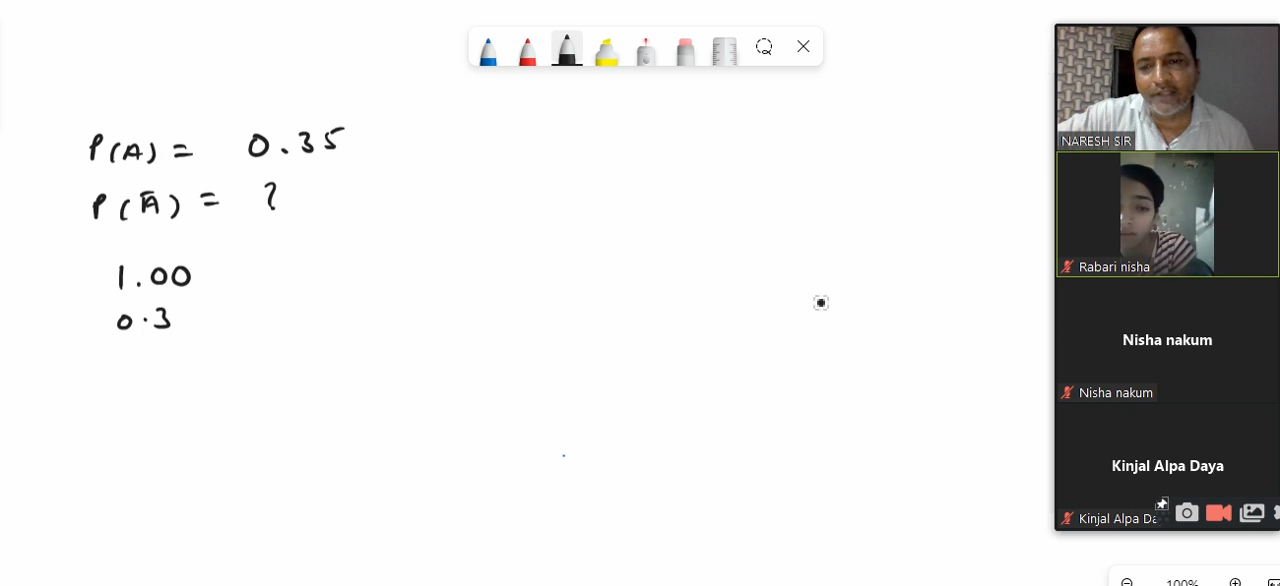 P(A) = 0.35
P(Ā) = ?
1.00
0.3
NARESH SIR
Rabari nisha
Nisha nakum
Nisha nakum
Kinjal Alpa Daya
Kinjal Alpa Da
100%